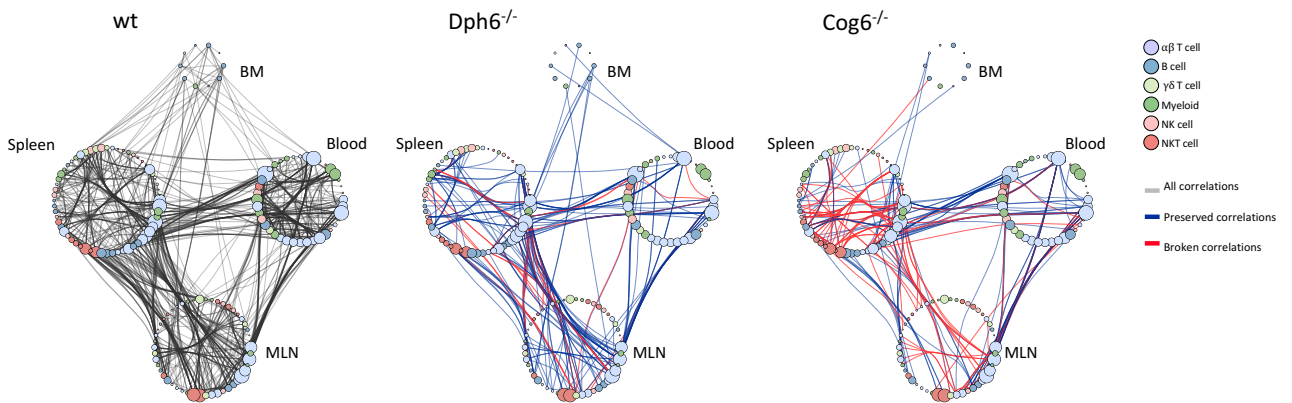 wt
Dph6-/-
Cog6-/-
BM
BM
BM
Spleen
Blood
Spleen
Blood
Spleen
Blood
MLN
MLN
MLN
αβ T cell
B cell
γδ T cell
Myeloid
NK cell
NKT cell
All correlations
Preserved correlations
Broken correlations